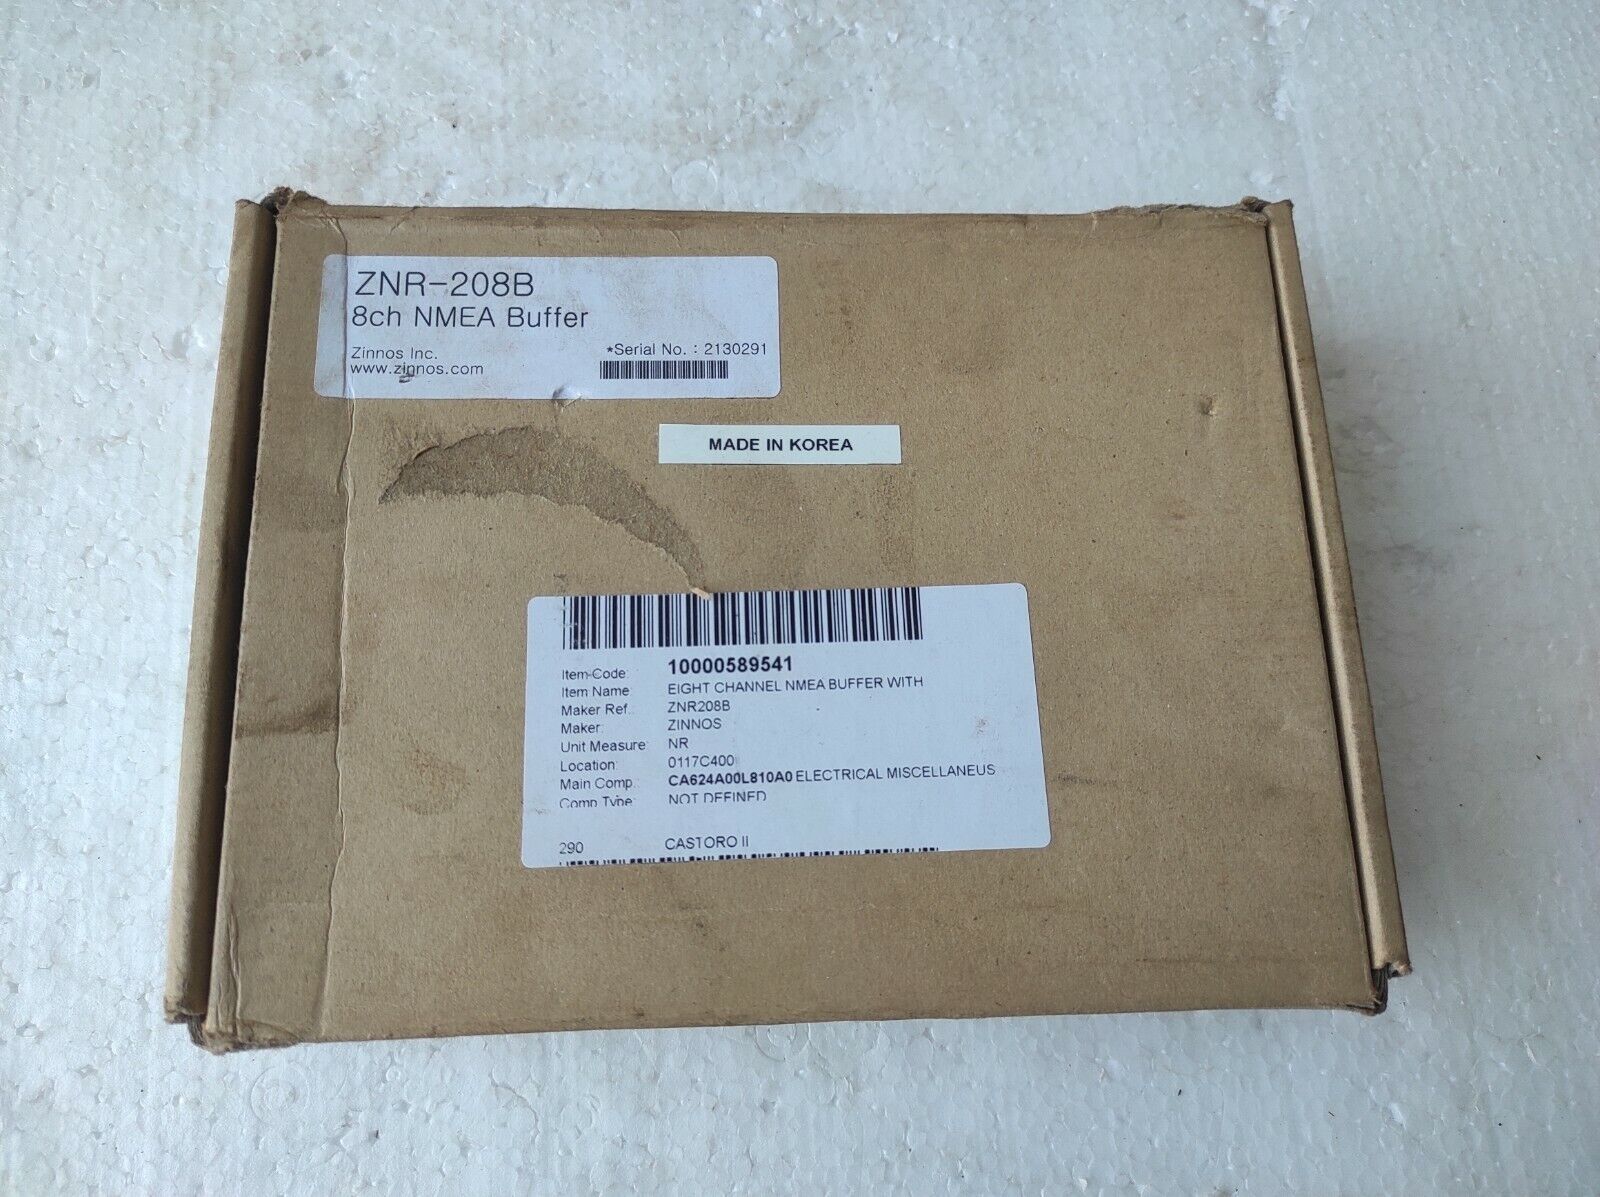 ZNR-208B
8ch NMEA Buffer
*Serial No. : 2130291
Zinnos Inc.
www.zinnos.com
MADE IN KOREA
Item-Code: 10000589541
Item Name: EIGHT CHANNEL NMEA BUFFER WITH
Maker Ref.: ZNR208B
Maker: ZINNOS
Unit Measure: NR
Location: 0117C400
Main Comp.: CA624A00L810A0 ELECTRICAL MISCELLANEUS
Comp Type: NOT DEFINED
290 CASTORO II